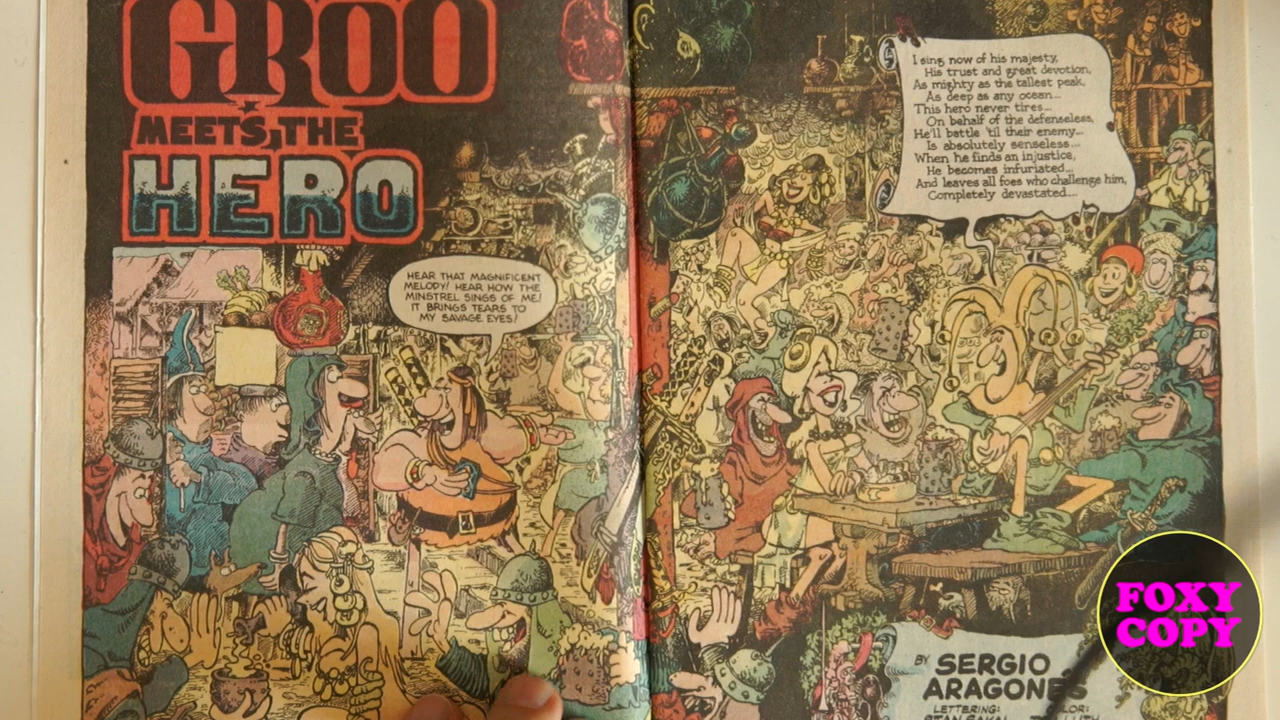 GROO
MEETS THE
HERO
HEAR THAT MAGNIFICENT
MELODY! HEAR HOW THE
MINSTREL SINGS OF ME!
IT BRINGS TEARS TO
MY SAVAGE EYES!
I sing now of his majesty,
His trust and great devotion,
As mighty as the tallest peak,
As deep as any ocean...
This hero never tires...
On behalf of the defenseless,
He'll battle 'til their enemy...
Is absolutely senseless...
When he finds an injustice,
He becomes infuriated...
And leaves all foes who challenge him,
Completely devastated...
BY SERGIO
ARAGONÉS
LETTERING:
STAN SAKAI
FOXY
COPY